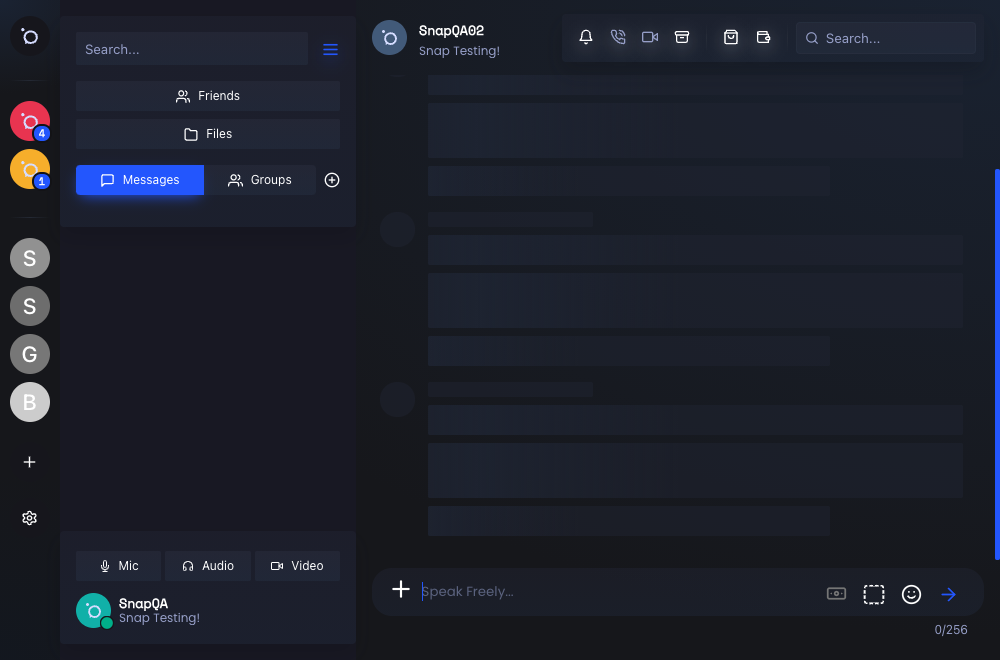 4
1
S
S
G
B
Search...
Friends
Files
Messages
Groups
Mic
Audio
Video
SnapQA
Snap Testing!
SnapQA02
Snap Testing!
Search...
Speak Freely...
0/256